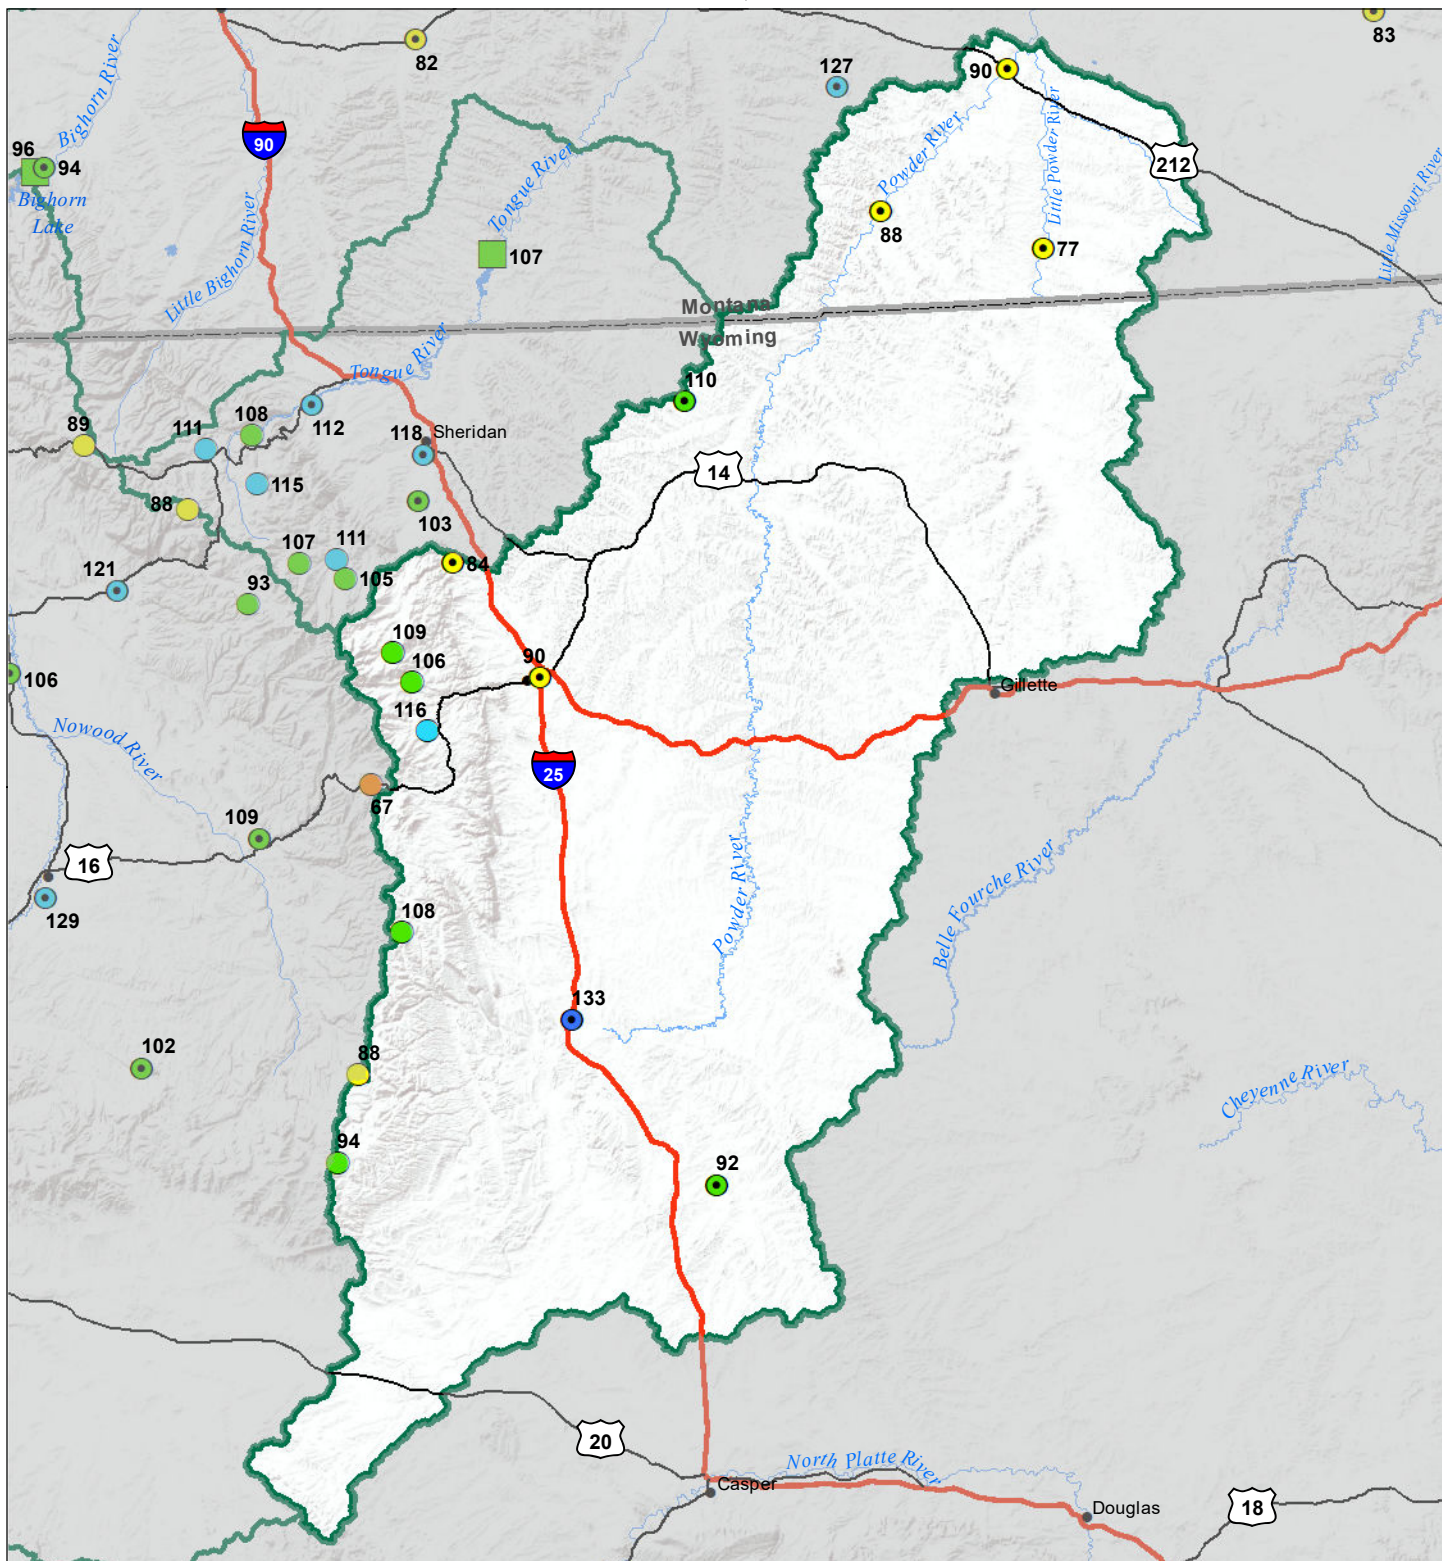 82
83
127
90
Bighorn River
90
96
94
Bighorn
Lake
Little Bighorn River
Tongue River
107
Powder River
Little Powder River
212
Little Missouri River
88
77
Montana
Wyoming
Tongue River
110
89
111
108
112
118
Sheridan
115
14
88
103
107
111
105
84
121
93
109
106
90
106
116
Gillette
Nowood River
67
25
109
16
129
108
Powder River
Belle Fourche River
133
102
88
Cheyenne River
94
92
20
North Platte River
Casper
Douglas
18